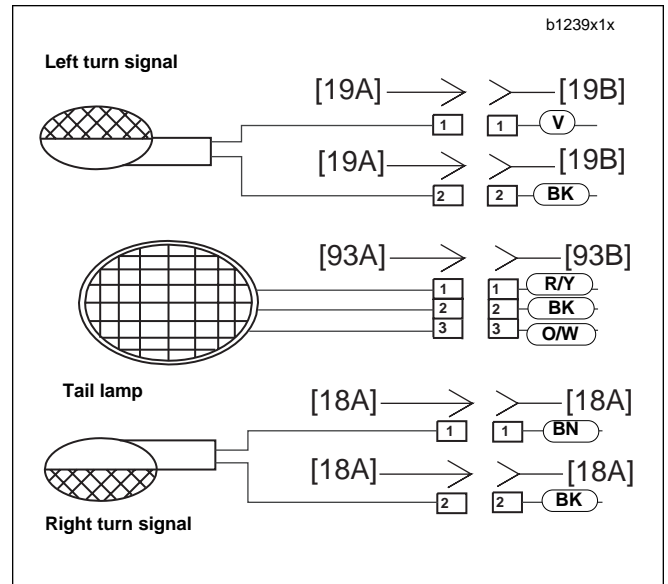 b1239x1x
Left turn signal
[19A] [19B]
1 1 V
[19A] [19B]
2 2 BK
[93A] [93B]
1 1 R/Y
2 2 BK
3 3 O/W
Tail lamp
[18A] [18A]
1 1 BN
[18A] [18A]
2 2 BK
Right turn signal